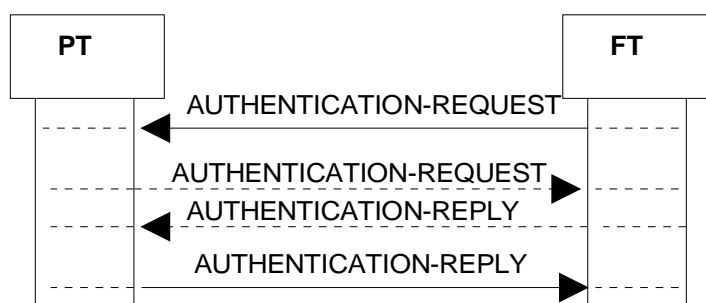 PT
FT
AUTHENTICATION-REQUEST
AUTHENTICATION-REQUEST
AUTHENTICATION-REPLY
AUTHENTICATION-REPLY